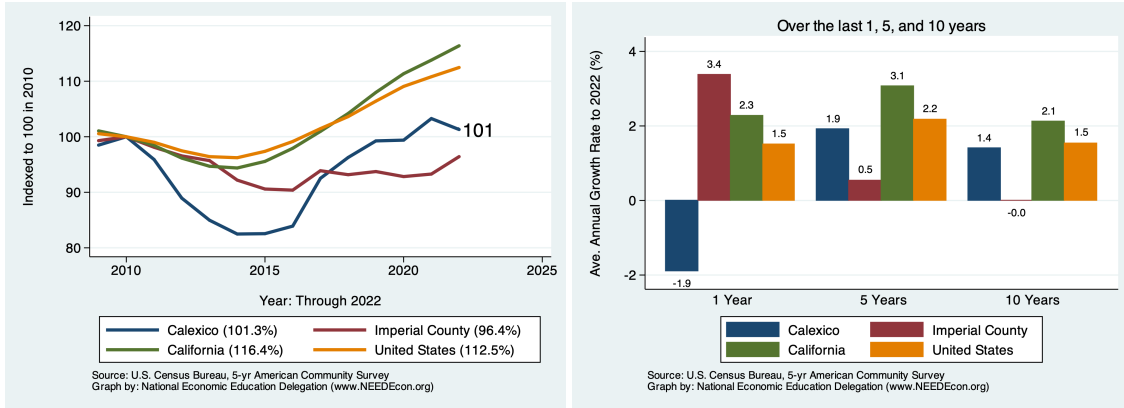 120
110
100
90
80
Indexed to 100 in 2010
101
2010 2015 2020 2025
Year: Through 2022
Calexico (101.3%) Imperial County (96.4%)
California (116.4%) United States (112.5%)
Source: U.S. Census Bureau, 5-yr American Community Survey
Graph by: National Economic Education Delegation (www.NEEDEcon.org)
Over the last 1, 5, and 10 years
Ave. Annual Growth Rate to 2022 (%)
4
2
0
-2
-1.9 3.4 2.3 1.5
1.9 0.5 3.1 2.2
1.4 -0.0 2.1 1.5
1 Year 5 Years 10 Years
Calexico Imperial County
California United States
Source: U.S. Census Bureau, 5-yr American Community Survey
Graph by: National Economic Education Delegation (www.NEEDEcon.org)